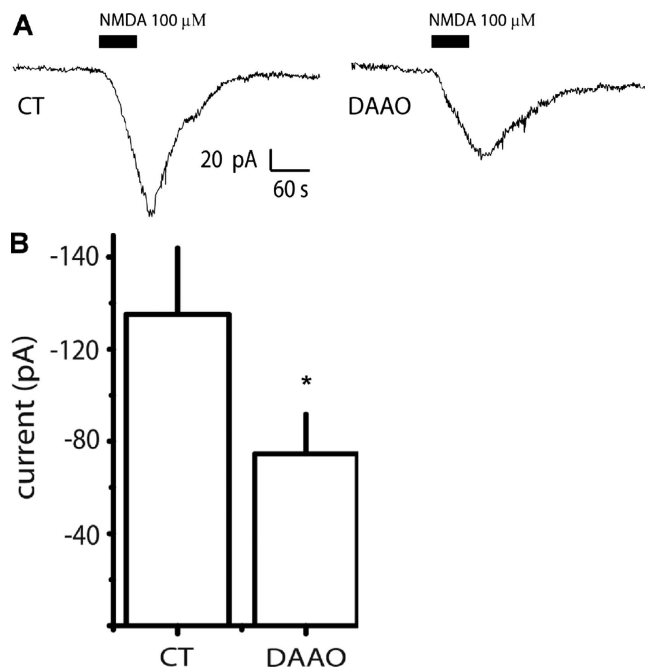 A
NMDA 100 μM
NMDA 100 μM
CT
DAAO
20 pA
60 s
B
-140
-120
-80
-40
current (pA)
*
CT
DAAO